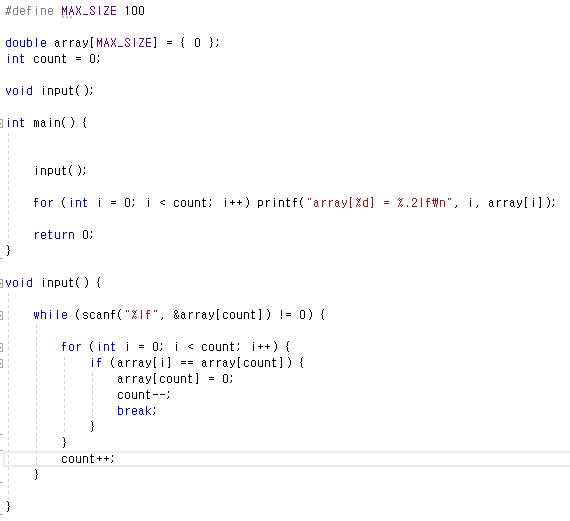 #define MAX_SIZE 100
double array[MAX_SIZE] = { 0 };
int count = 0;
void input();
int main() {
input();
for (int i = 0; i < count; i++) printf("array[%d] = %.2lf₩n", i, array[i]);
return 0;
}
void input() {
while (scanf("%lf", &array[count]) != 0) {
for (int i = 0; i < count; i++) {
if (array[i] == array[count]) {
array[count] = 0;
count--;
break;
}
}
count++;
}
}